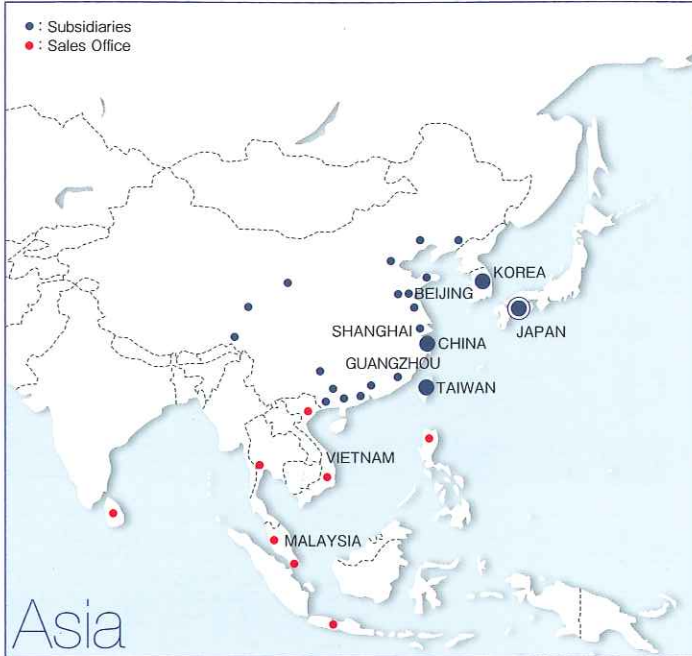 ● : Subsidiaries
● : Sales Office
KOREA
BEIJING
JAPAN
SHANGHAI
CHINA
GUANGZHOU
TAIWAN
VIETNAM
MALAYSIA
Asia